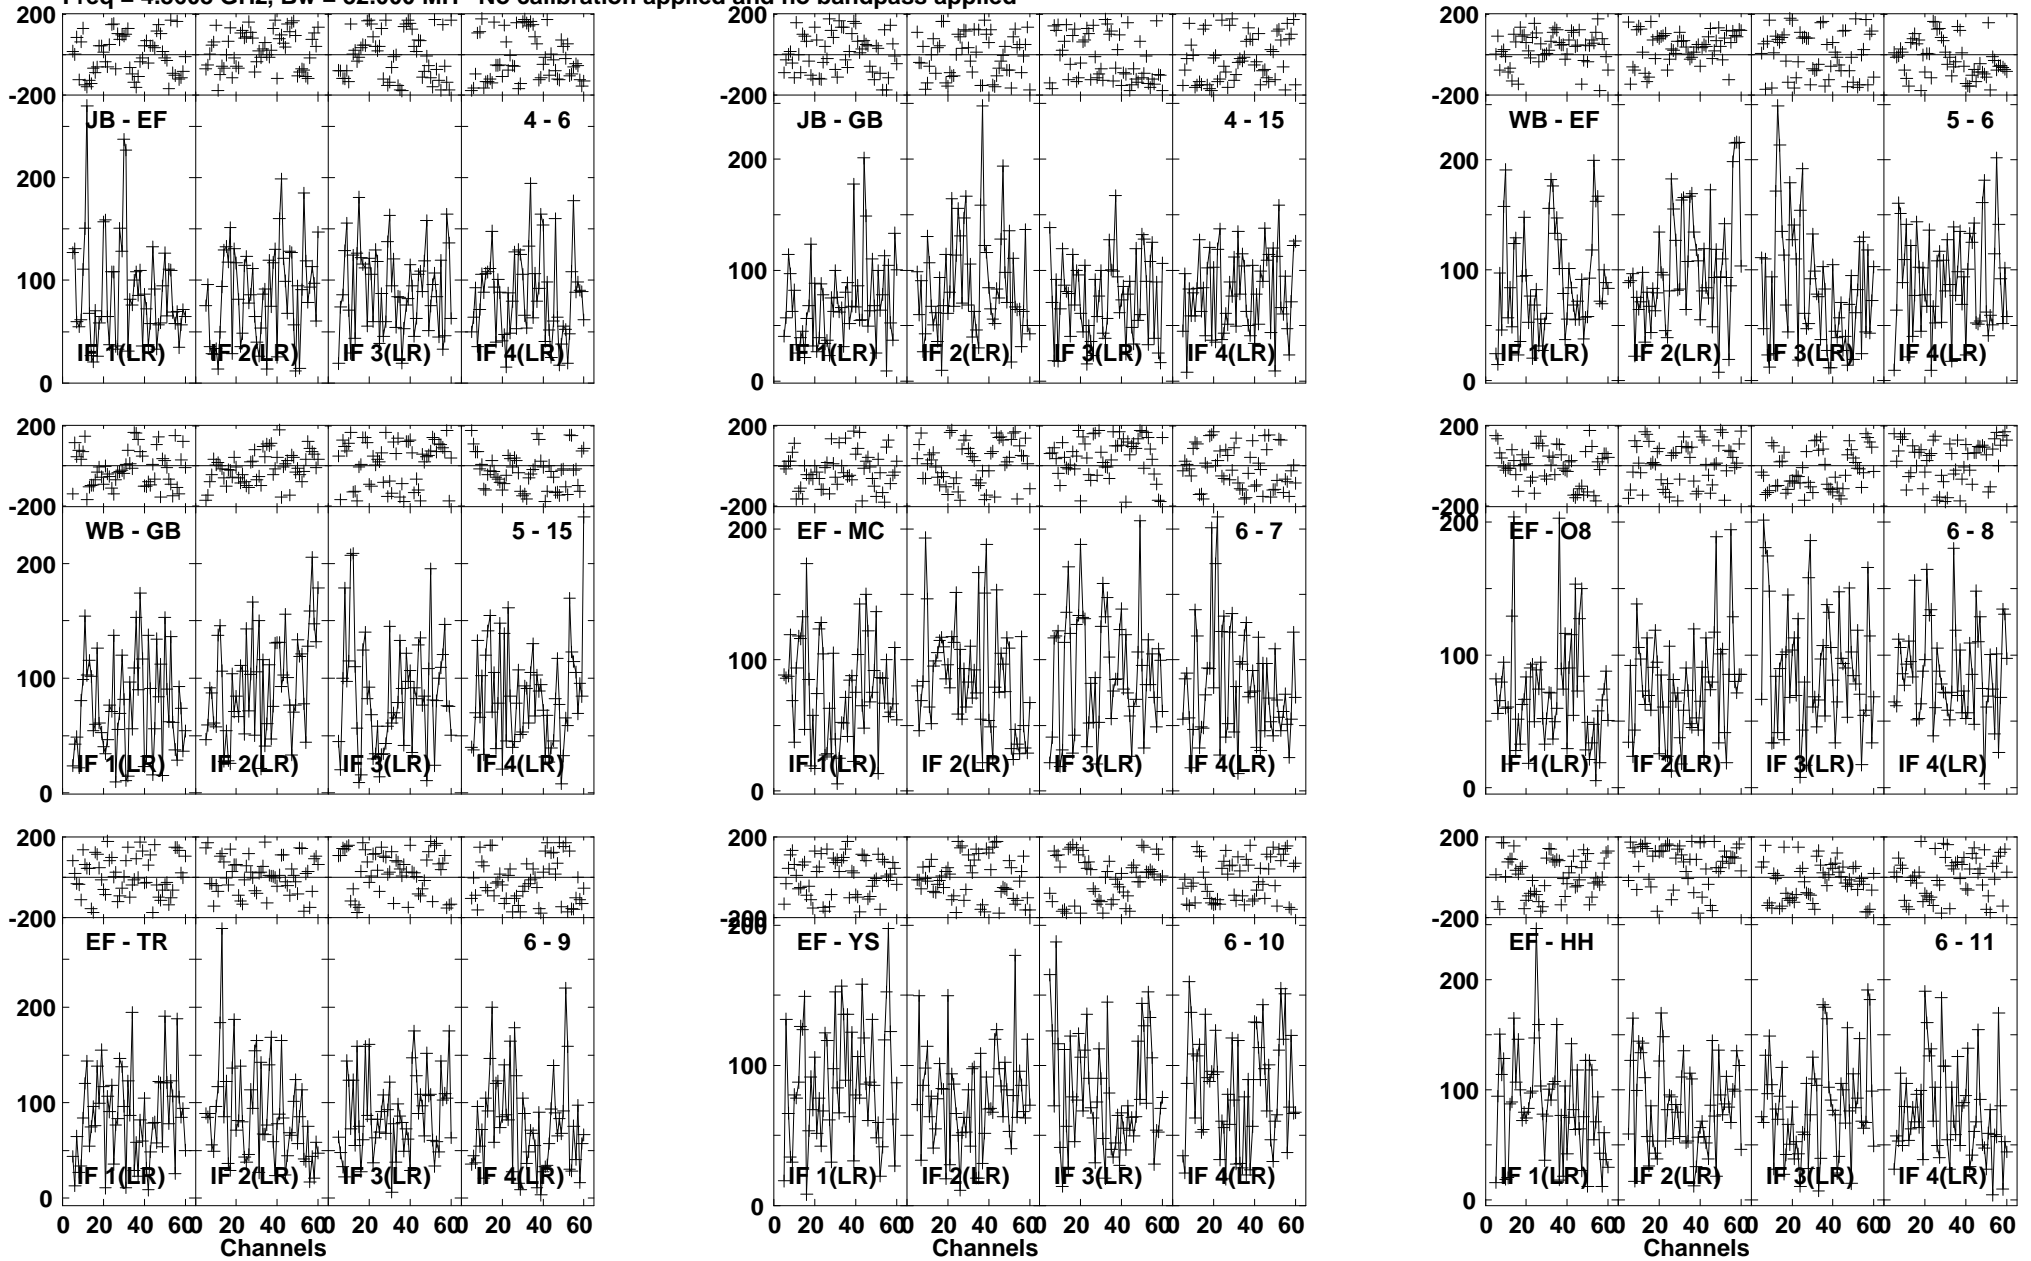 No calibration applied and no bandpass applied
200
-200
JB - EF
4 - 6
200
100
0
IF 1(LR)
IF 2(LR)
IF 3(LR)
IF 4(LR)
200
-200
JB - GB
4 - 15
200
100
0
IF 1(LR)
IF 2(LR)
IF 3(LR)
IF 4(LR)
200
-200
WB - EF
5 - 6
200
100
0
IF 1(LR)
IF 2(LR)
IF 3(LR)
IF 4(LR)
200
-200
WB - GB
5 - 15
200
100
0
IF 1(LR)
IF 2(LR)
IF 3(LR)
IF 4(LR)
200
-200
EF - MC
6 - 7
200
100
0
IF 1(LR)
IF 2(LR)
IF 3(LR)
IF 4(LR)
200
-200
EF - O8
6 - 8
200
100
0
IF 1(LR)
IF 2(LR)
IF 3(LR)
IF 4(LR)
200
-200
EF - TR
6 - 9
200
100
0
IF 1(LR)
IF 2(LR)
IF 3(LR)
IF 4(LR)
0 20 40 60 0 20 40 60 0 20 40 60 0 20 40 60
Channels
200
-200
EF - YS
6 - 10
200
100
0
IF 1(LR)
IF 2(LR)
IF 3(LR)
IF 4(LR)
0 20 40 60 0 20 40 60 0 20 40 60 0 20 40 60
Channels
200
-200
EF - HH
6 - 11
200
100
0
IF 1(LR)
IF 2(LR)
IF 3(LR)
IF 4(LR)
0 20 40 60 0 20 40 60 0 20 40 60 0 20 40 60
Channels